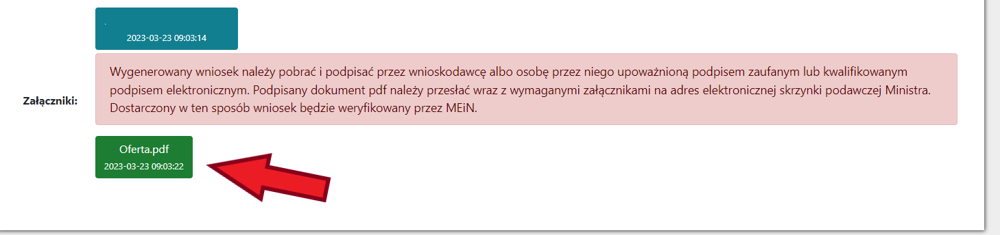 .
2023-03-23 09:03:14
Wygenerowany wniosek należy pobrać i podpisać przez wnioskodawcę albo osobę przez niego upoważnioną podpisem zaufanym lub kwalifikowanym
podpisem elektronicznym. Podpisany dokument pdf należy przesłać wraz z wymaganymi załącznikami na adres elektronicznej skrzynki podawczej Ministra.
Załączniki:
Dostarczony w ten sposób wniosek będzie weryfikowany przez MEiN.
Oferta.pdf
2023-03-23 09:03:22